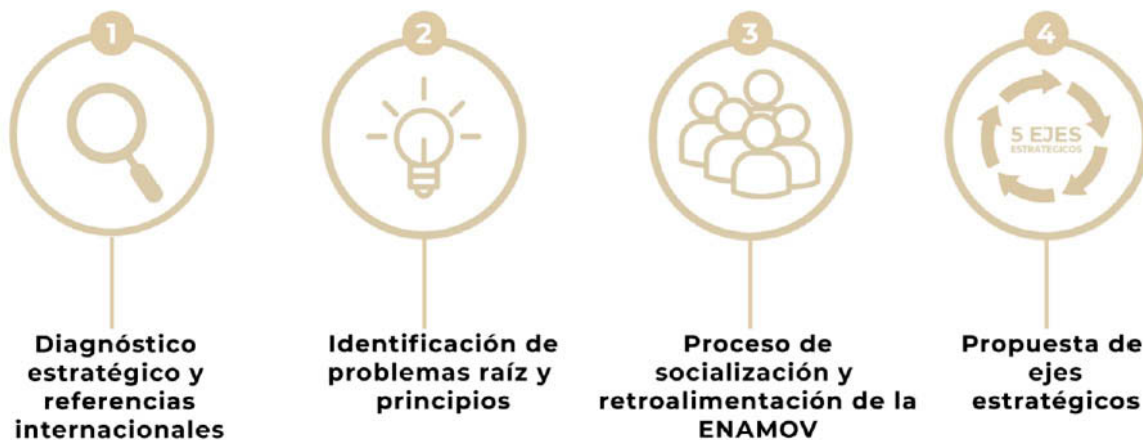 1
2
3
4
5 EJES
ESTRATEGICOS
Diagnóstico
estratégico y
referencias
internacionales
Identificación de
problemas raíz y
principios
Proceso de
socialización y
retroalimentación de la
ENAMOV
Propuesta de
ejes
estratégicos